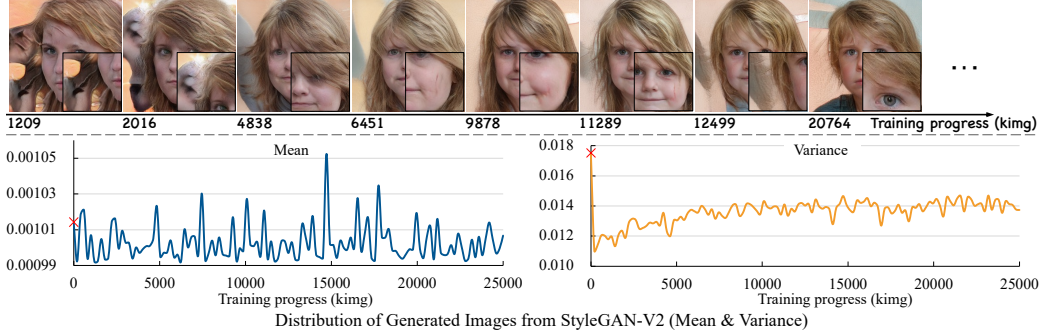 1209 2016 4838 6451 9878 11289 12499 20764 Training progress (kimg)
...
Mean
0.00105
0.00103
0.00101
0.00099
0 5000 10000 15000 20000 25000
Training progress (kimg)
Variance
0.018
0.016
0.014
0.012
0.010
0 5000 10000 15000 20000 25000
Training progress (kimg)
Distribution of Generated Images from StyleGAN-V2 (Mean & Variance)